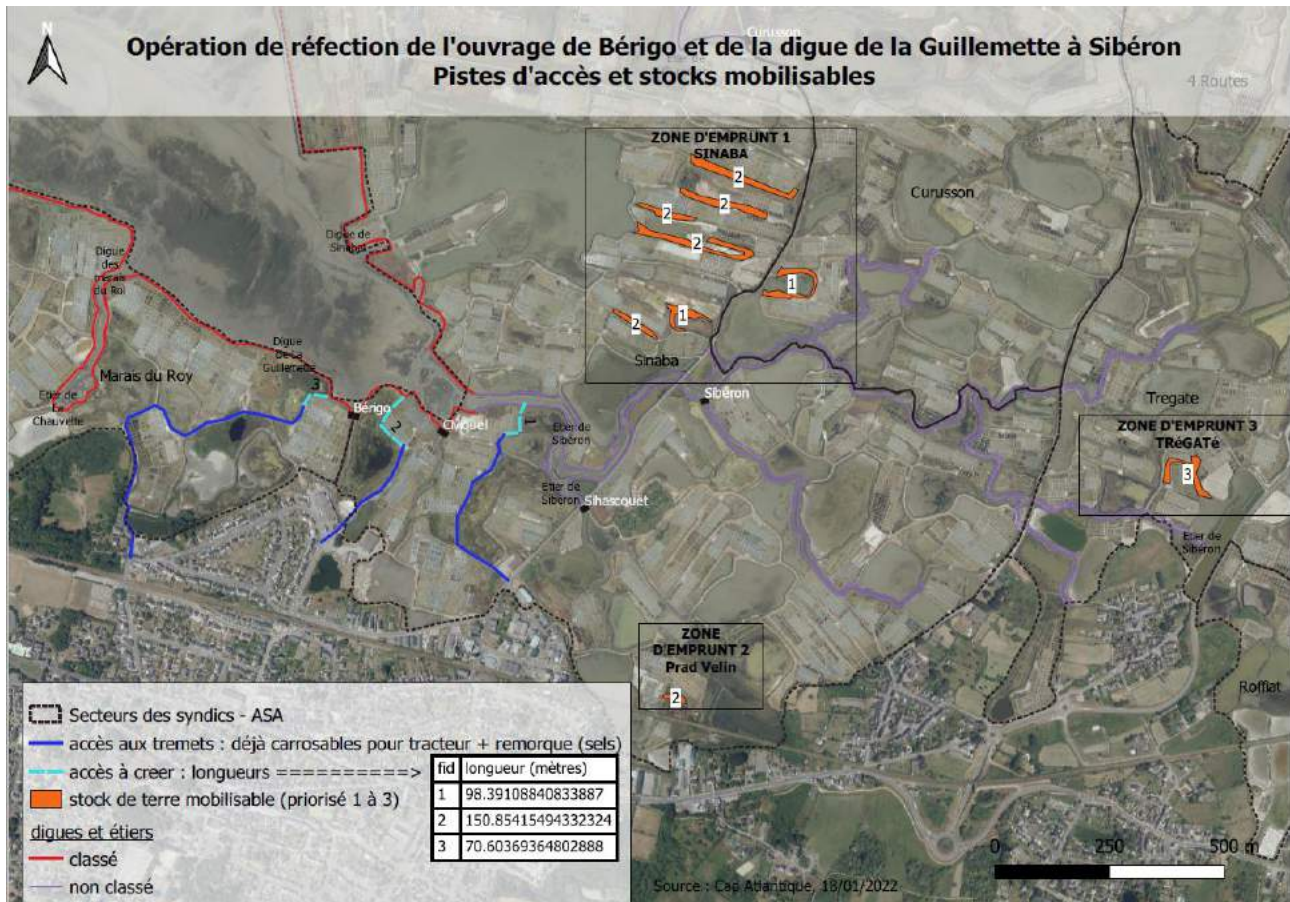 N
Opération de réfection de l'ouvrage de Bérigo et de la digue de la Guillemette à Sibéron
Pistes d'accès et stocks mobilisables
Curusson
4 Routes
ZONE D'EMPRUNT 1
SINABA
2
2
2
2
1
2
1
Sinaba
Curusson
Digue de
Sinaba
Digue
des
marais
du Roi
Digue
de La
Guillemette
Marais du Roy
Etier de
La
Chauvette
3
Bérigo
2
1
Etier de
Sibéron
Sibéron
Etier de
Sibéron
Sihascouet
Tregate
ZONE D'EMPRUNT 3
TRéGATé
3
Etier de
Sibéron
ZONE
D'EMPRUNT 2
Prad Velin
2
Roffiat
Secteurs des syndics - ASA
accès aux tremets : déjà carrosables pour tracteur + remorque (sels)
accès à creer : longueurs ==========>
stock de terre mobilisable (priorisé 1 à 3)
digues et étiers
classé
non classé
fid longueur (mètres)
1 98.39108840833887
2 150.85415494332324
3 70.60369364802888
0 250 500 m
Source : Cap Atlantique, 18/01/2022